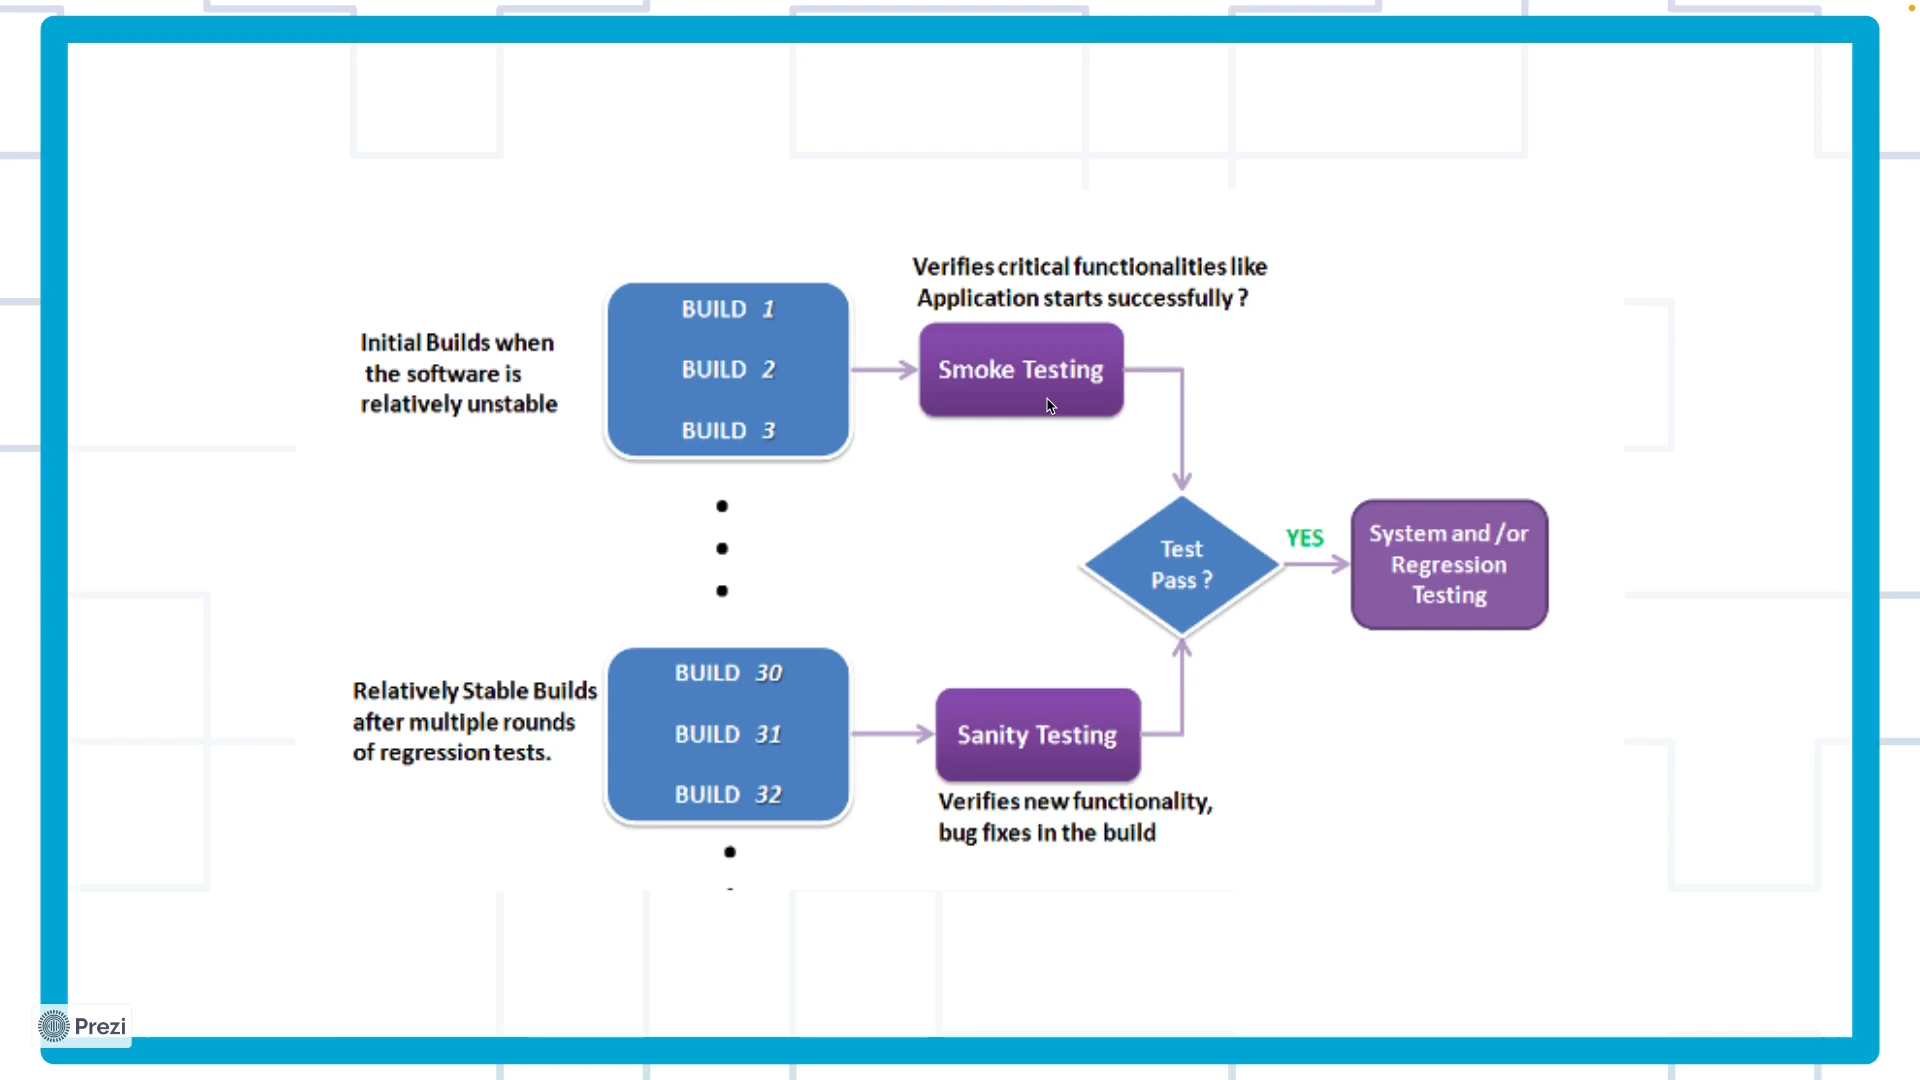 Verifies critical functionalities like
Application starts successfully ?
BUILD 1
BUILD 2
BUILD 3
Initial Builds when
the software is
relatively unstable
Smoke Testing
Test
Pass ?
YES
System and /or
Regression
Testing
Relatively Stable Builds
after multiple rounds
of regression tests.
BUILD 30
BUILD 31
BUILD 32
Sanity Testing
Verifies new functionality,
bug fixes in the build
Prezi